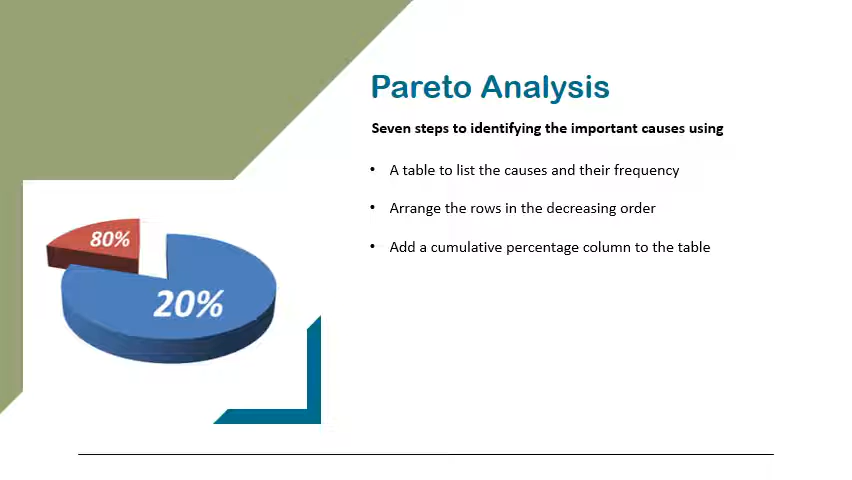 Pareto Analysis
Seven steps to identifying the important causes using
• A table to list the causes and their frequency
• Arrange the rows in the decreasing order
• Add a cumulative percentage column to the table
80%
20%